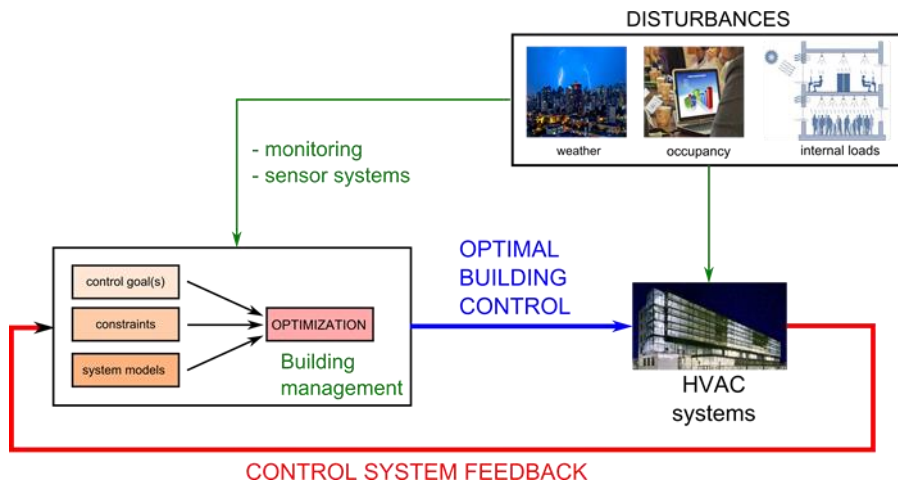 DISTURBANCES
weather
occupancy
internal loads
- monitoring
- sensor systems
control goal(s)
constraints
system models
OPTIMIZATION
Building
management
OPTIMAL
BUILDING
CONTROL
HVAC
systems
CONTROL SYSTEM FEEDBACK